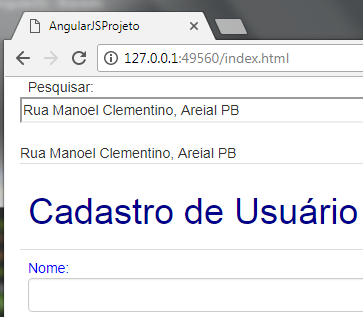 AngularJSProjeto
127.0.0.1:49560/index.html
Pesquisar:
Rua Manoel Clementino, Areial PB
Rua Manoel Clementino, Areial PB
Cadastro de Usuário
Nome: